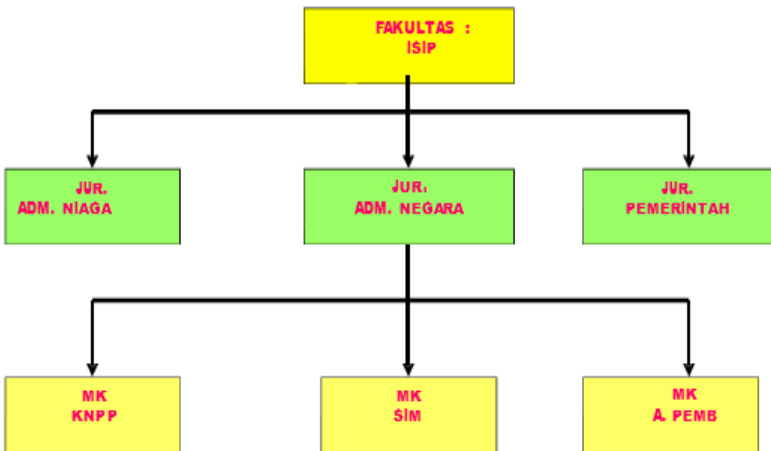 FAKULTAS :
ISIP
JUR.
ADM. NIAGA
JUR.
ADM. NEGARA
JUR.
PEMERINTAH
MK
KNPP
MK
SIM
MK
A. PEMB